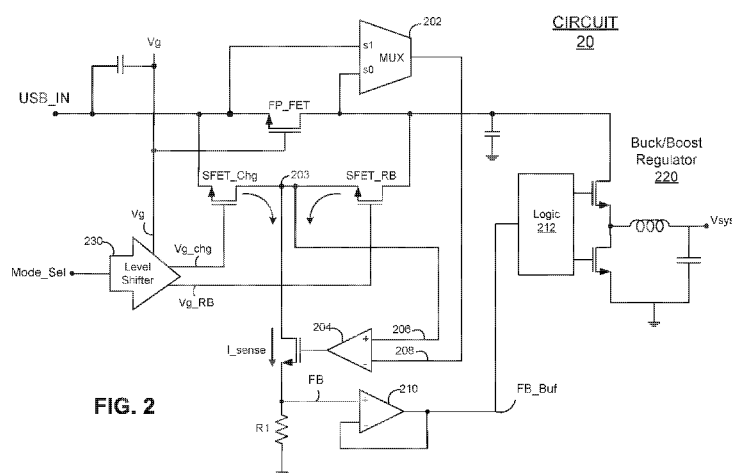 CIRCUIT
20
Vg
202
s1
MUX
s0
USB_IN
FP_FET
Buck/Boost
Regulator
220
SFET_Chg
203
SFET_RB
Vg
230
Vg_chg
Logic
212
Vsys
Mode_Sel
Level
Shifter
Vg_RB
204
206
+
I_sense
208
-
FB
210
FB_Buf
+
-
R1
FIG. 2